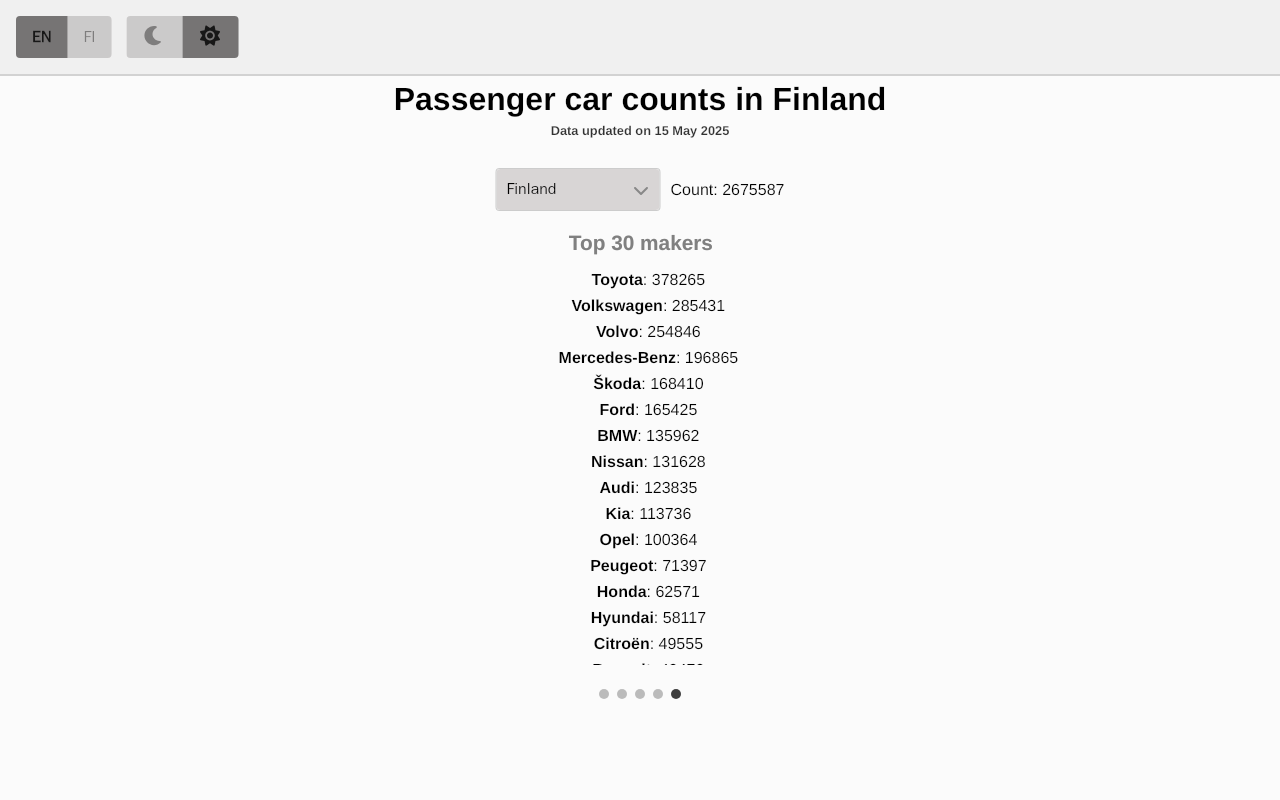 EN FI
Passenger car counts in Finland
Data updated on 15 May 2025
Finland Count: 2675587
Top 30 makers
Toyota: 378265
Volkswagen: 285431
Volvo: 254846
Mercedes-Benz: 196865
Škoda: 168410
Ford: 165425
BMW: 135962
Nissan: 131628
Audi: 123835
Kia: 113736
Opel: 100364
Peugeot: 71397
Honda: 62571
Hyundai: 58117
Citroën: 49555